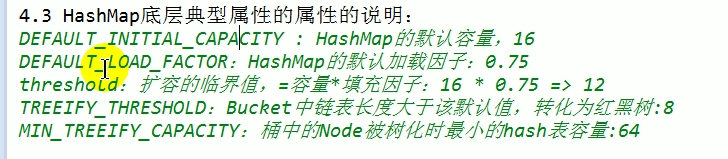 4.3 HashMap底层典型属性的属性的说明：
DEFAULT_INITIAL_CAPACITY : HashMap的默认容量，16
DEFAULT_LOAD_FACTOR：HashMap的默认加载因子：0.75
threshold：扩容的临界值，=容量*填充因子：16 * 0.75 => 12
TREEIFY_THRESHOLD：Bucket中链表长度大于该默认值，转化为红黑树:8
MIN_TREEIFY_CAPACITY：桶中的Node被树化时最小的hash表容量:64